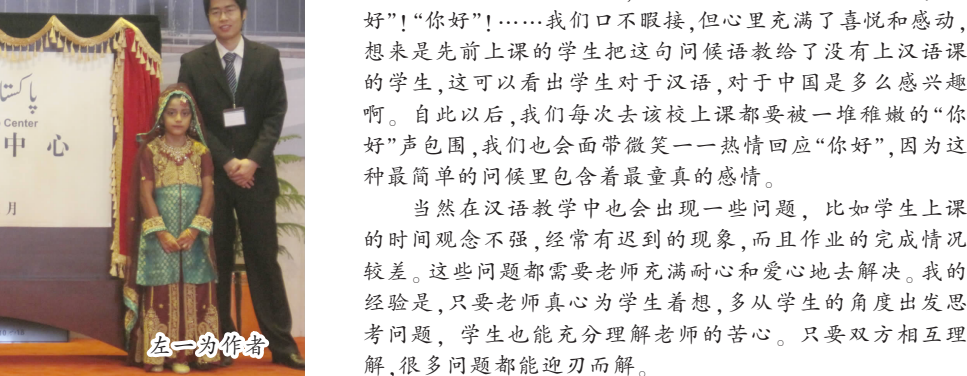 پاکستا
Center
中 心
月
左一为作者
好”！“你好”！……我们口不暇接，但心里充满了喜悦和感动，
想来是先前上课的学生把这句问候语教给了没有上汉语课
的学生，这可以看出学生对于汉语，对于中国是多么感兴趣
啊。自此以后，我们每次去该校上课都要被一堆稚嫩的“你
好”声包围，我们也会面带微笑一一热情回应“你好”，因为这
种最简单的问候里包含着最童真的感情。
当然在汉语教学中也会出现一些问题，比如学生上课
的时间观念不强，经常有迟到的现象，而且作业的完成情况
较差。这些问题都需要老师充满耐心和爱心地去解决。我的
经验是，只要老师真心为学生着想，多从学生的角度出发思
考问题，学生也能充分理解老师的苦心。只要双方相互理
解，很多问题都能迎刃而解。